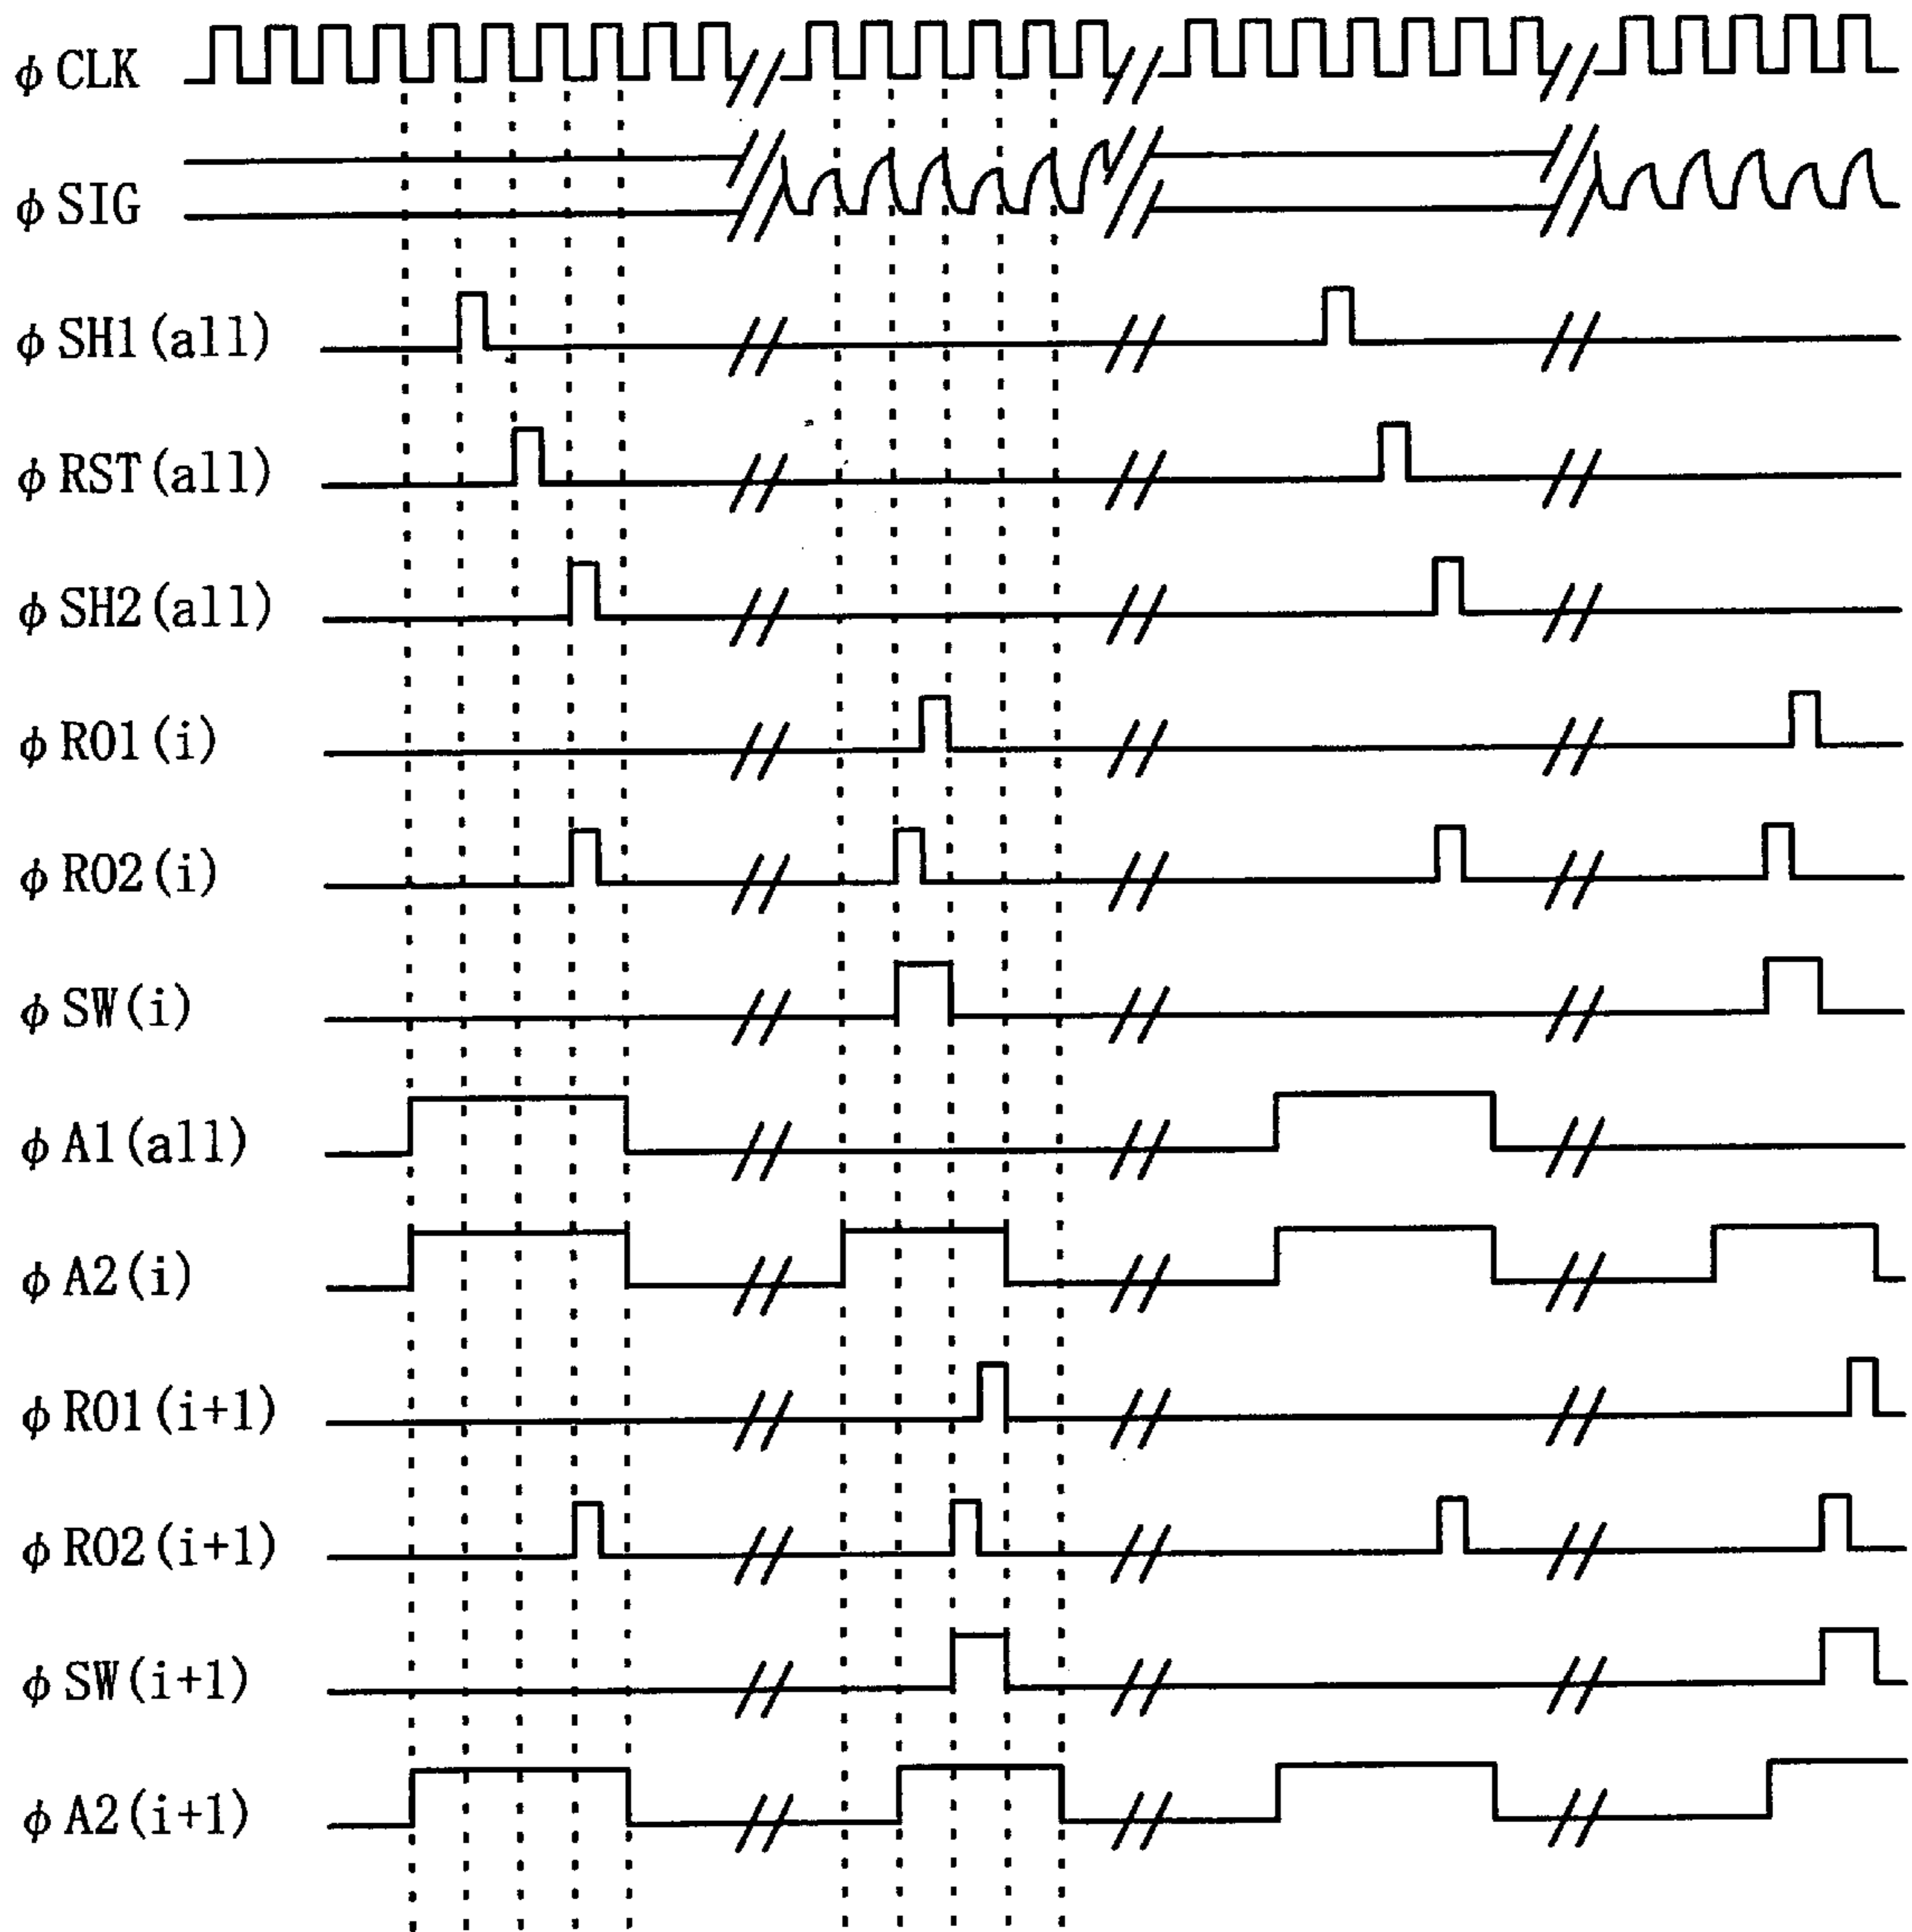 φCLK
φSIG
φSH1(all)
φRST(all)
φSH2(all)
φRO1(i)
φRO2(i)
φSW(i)
φA1(all)
φA2(i)
φRO1(i+1)
φRO2(i+1)
φSW(i+1)
φA2(i+1)